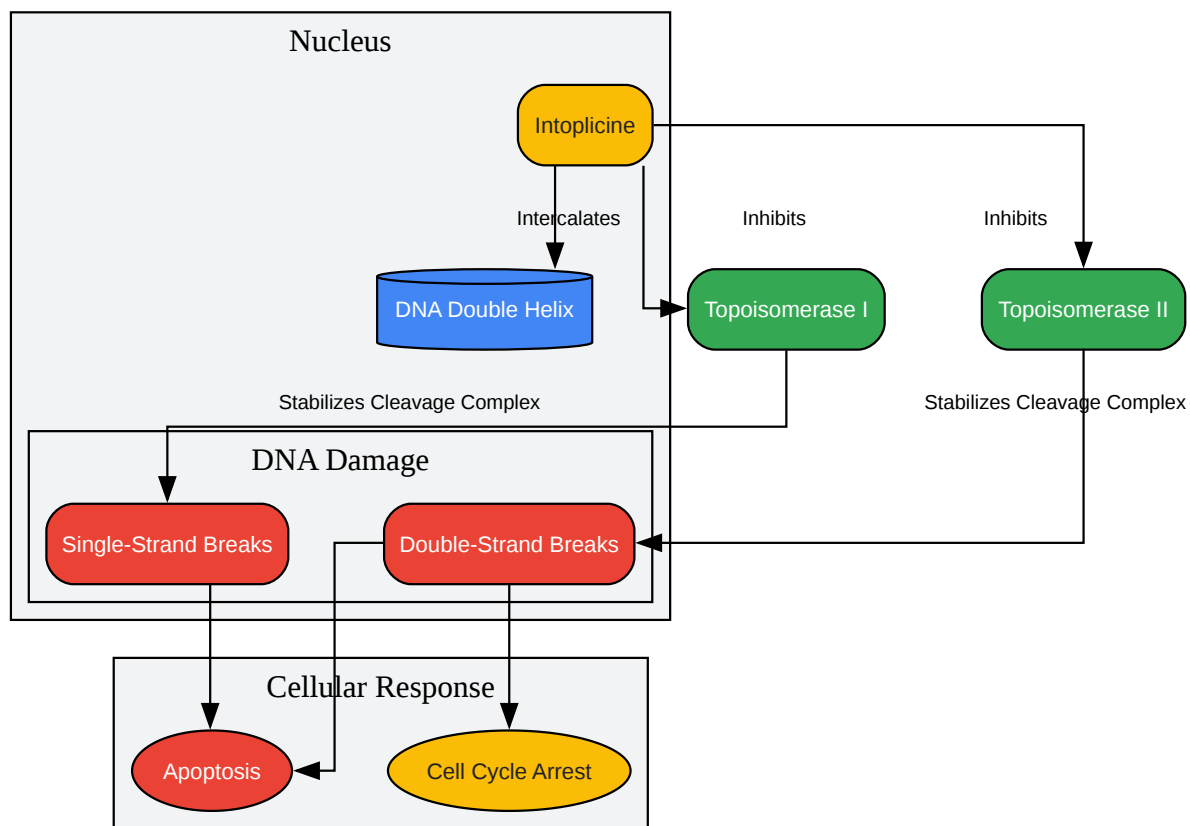 Nucleus
Intoplicine
Intercalates
Inhibits
Inhibits
DNA Double Helix
Topoisomerase I
Topoisomerase II
Stabilizes Cleavage Complex
Stabilizes Cleavage Complex
DNA Damage
Single-Strand Breaks
Double-Strand Breaks
Cellular Response
Apoptosis
Cell Cycle Arrest